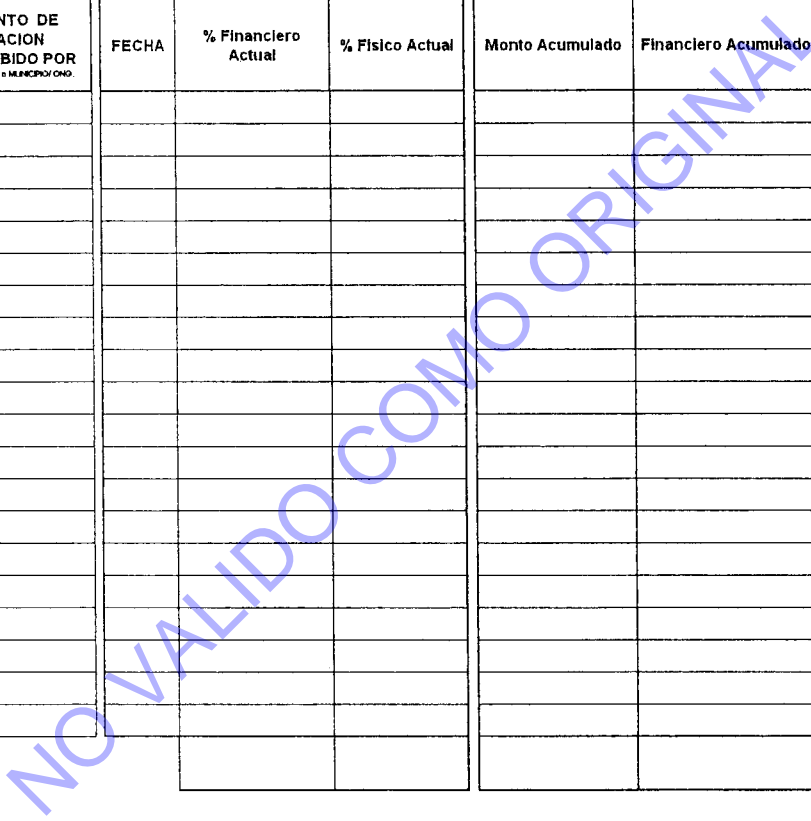 NTO DE
ACION
BIDO POR
MUNICIPIO/ ONG.
FECHA
% Financiero
Actual
% Fisico Actual
Monto Acumulado
Financiero Acumulado
NO VALIDO COMO ORIGINAL